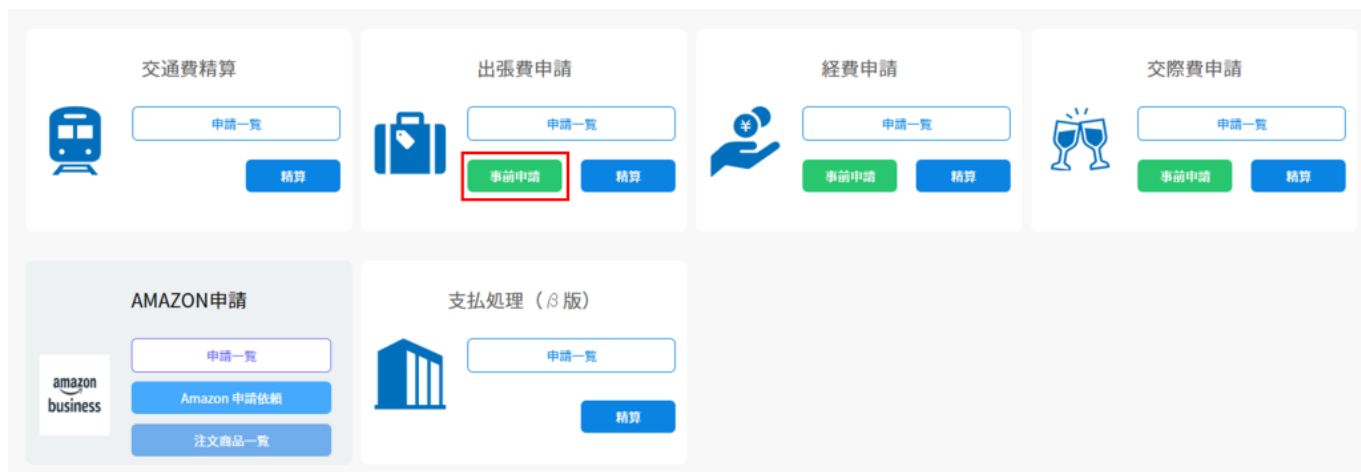 交通費精算
申請一覧
精算
出張費申請
申請一覧
事前申請
精算
経費申請
¥
申請一覧
事前申請
精算
交際費申請
申請一覧
事前申請
精算
AMAZON申請
amazon
business
申請一覧
Amazon 申請依頼
注文商品一覧
支払処理（β版）
申請一覧
精算